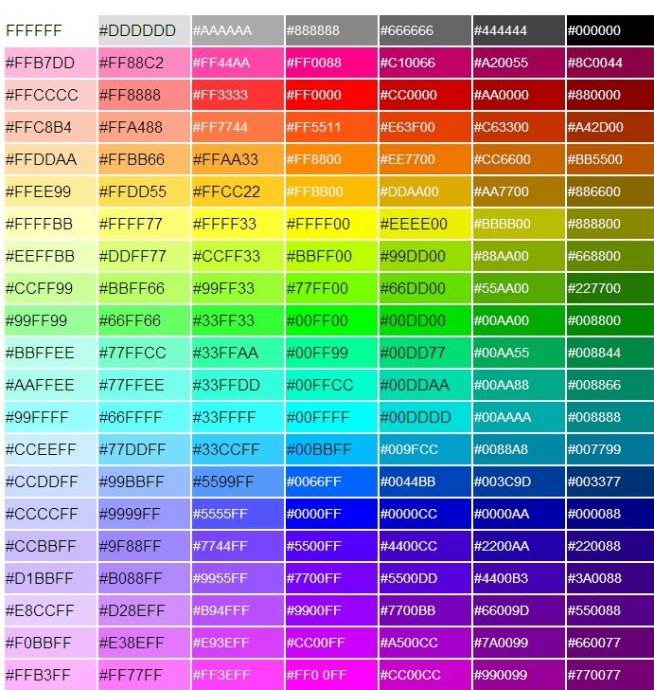 FFFFFF #DDDDDD #AAAAAA #888888 #666666 #444444 #000000
#FFB7DD #FF88C2 #FF44AA #FF0088 #C10066 #A20055 #8C0044
#FFCCCC #FF8888 #FF3333 #FF0000 #CC0000 #AA0000 #880000
#FFC8B4 #FFA488 #FF7744 #FF5511 #E63F00 #C63300 #A42D00
#FFDDAA #FFBB66 #FFAA33 #FF8800 #EE7700 #CC6600 #BB5500
#FFEE99 #FFDD55 #FFCC22 #FFBB00 #DDAA00 #AA7700 #886600
#FFFFBB #FFFF77 #FFFF33 #FFFF00 #EEEE00 #BBBB00 #888800
#EEFFBB #DDFF77 #CCFF33 #BBFF00 #99DD00 #88AA00 #668800
#CCFF99 #BBFF66 #99FF33 #77FF00 #66DD00 #55AA00 #227700
#99FF99 #66FF66 #33FF33 #00FF00 #00DD00 #00AA00 #008800
#BBFFEE #77FFCC #33FFAA #00FF99 #00DD77 #00AA55 #008844
#AAFFEE #77FFEE #33FFDD #00FFCC #00DDAA #00AA88 #008866
#99FFFF #66FFFF #33FFFF #00FFFF #00DDDD #00AAAA #008888
#CCEEFF #77DDFF #33CCFF #00BBFF #009FCC #0088A8 #007799
#CCDDFF #99BBFF #5599FF #0066FF #0044BB #003C9D #003377
#CCCCFF #9999FF #5555FF #0000FF #0000CC #0000AA #000088
#CCBBFF #9F88FF #7744FF #5500FF #4400CC #2200AA #220088
#D1BBFF #B088FF #9955FF #7700FF #5500DD #4400B3 #3A0088
#E8CCFF #D28EFF #B94FFF #9900FF #7700BB #66009D #550088
#F0BBFF #E38EFF #E93EFF #CC00FF #A500CC #7A0099 #660077
#FFB3FF #FF77FF #FF3EFF #FF0 0FF #CC00CC #990099 #770077